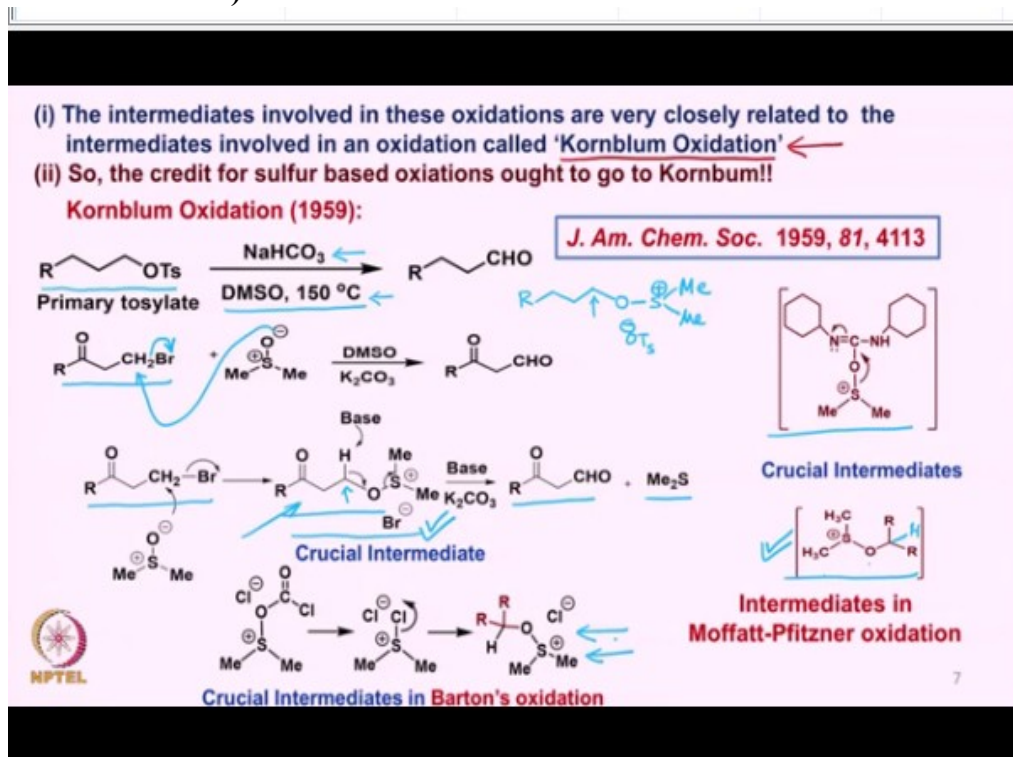 (i) The intermediates involved in these oxidations are very closely related to the
intermediates involved in an oxidation called ‘Kornblum Oxidation’
(ii) So, the credit for sulfur based oxiations ought to go to Kornbum!!
Kornblum Oxidation (1959):
J. Am. Chem. Soc. 1959, 81, 4113
NaHCO3
R OTs CHO R
Primary tosylate
DMSO, 150 °C
R O S ⊕ Me
Me
⊖OTs
O R CH2Br + O⊖ ⊕S Me Me
DMSO
K2CO3
O R CHO
N=C-NH
O
⊕S
Me Me
Crucial Intermediates
Base
O R CH2-Br
O H Me
R O S⊕ Me
Br⊖
Base
K2CO3
O R CHO + Me2S
O⊖
⊕S
Me Me
Crucial Intermediate
H3C R H
⊕S
H3C O R
Intermediates in
Moffatt-Pfitzner oxidation
Cl⊖ O O Cl
⊕S
Me Me
Cl⊖ Cl
⊕S
Me Me
R R O Cl⊖
H S⊕
Me Me
NPTEL
7
Crucial Intermediates in Barton's oxidation